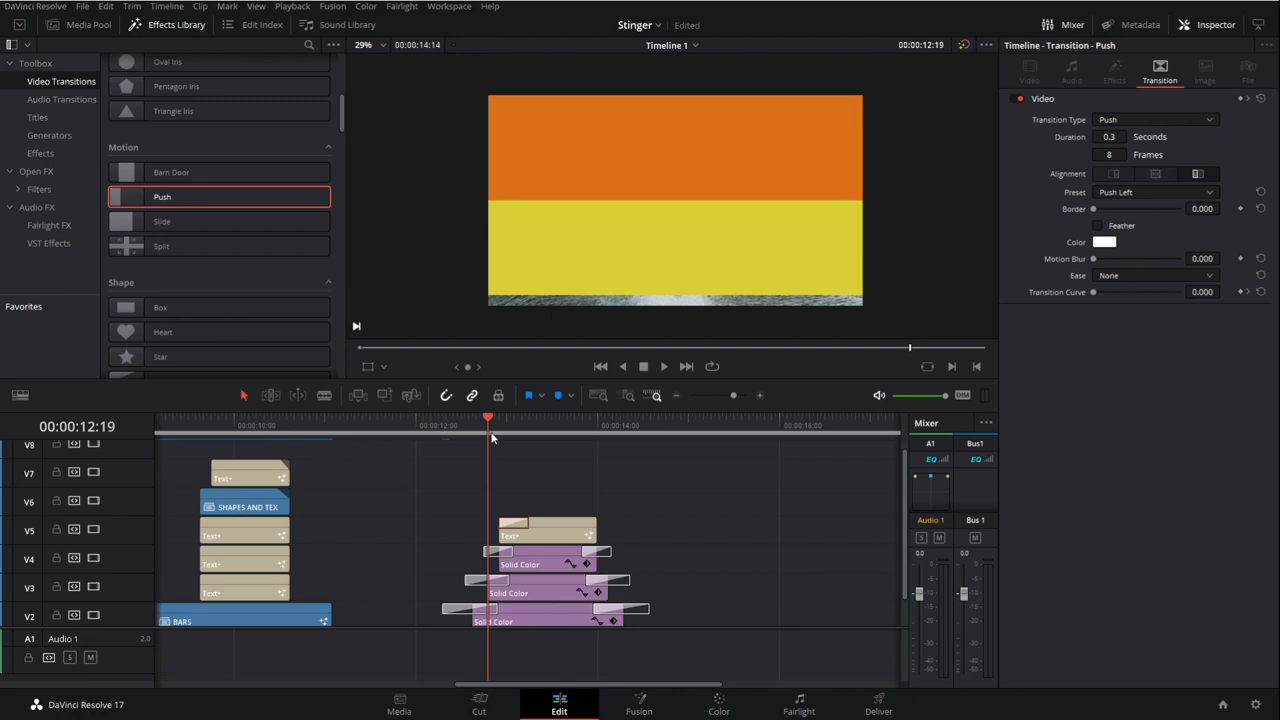 DaVinci Resolve File Edit Trim Timeline Clip Mark View Playback Fusion Color Fairlight Workspace Help
Media Pool Effects Library Edit Index Sound Library Stinger Edited Mixer Metadata Inspector
29% 00:00:14:14 Timeline 1 00:00:12:19 Timeline - Transition - Push
Toolbox
Video Transitions
Audio Transitions
Titles
Generators
Effects
Open FX
Filters
Audio FX
Fairlight FX
VST Effects
Favorites
Oval Iris
Pentagon Iris
Triangle Iris
Motion
Barn Door
Push
Slide
Split
Shape
Box
Heart
Star
Video Audio Effects Transition Image File
Video
Transition Type Push
Duration 0.3 Seconds
8 Frames
Alignment
Preset Push Left
Border 0.000
Feather
Color
Motion Blur 0.000
Ease None
Transition Curve 0.000
DIM
00:00:12:19
00:00:10:00 00:00:12:00 00:00:14:00 00:00:16:00
V8
V7 Text+
V6 SHAPES AND TEX
V5 Text+ Text+
V4 Text+ Solid Color
V3 Text+ Solid Color
V2 BARS Solid Color
A1 Audio 1 2.0
S M
Mixer
A1 Bus1
EQ EQ
Audio 1 Bus 1
S M M
0.0 0.0
DaVinci Resolve 17
Media Cut Edit Fusion Color Fairlight Deliver